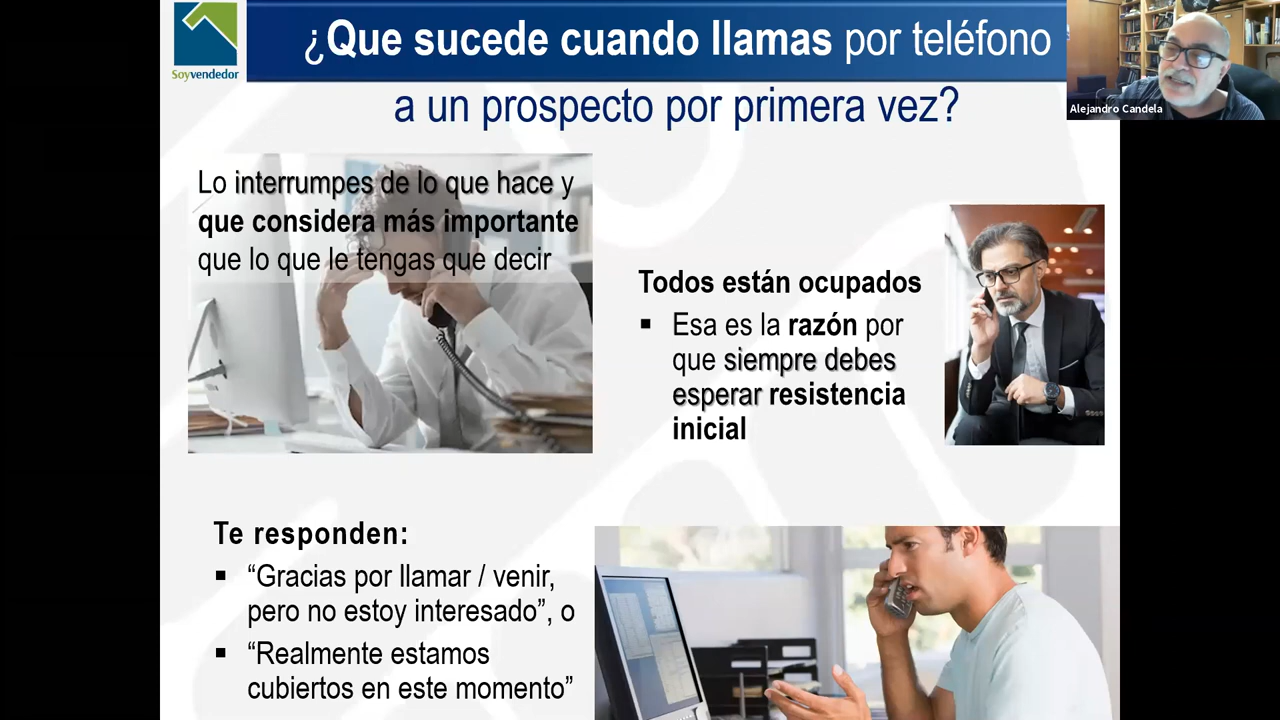 ¿Que sucede cuando llamas por teléfono
a un prospecto por primera vez?
Soyvendedor
Alejandro Candela
Lo interrumpes de lo que hace y
que considera más importante
que lo que le tengas que decir
Todos están ocupados
▪ Esa es la razón por
que siempre debes
esperar resistencia
inicial
Te responden:
▪ “Gracias por llamar / venir,
pero no estoy interesado”, o
▪ “Realmente estamos
cubiertos en este momento”